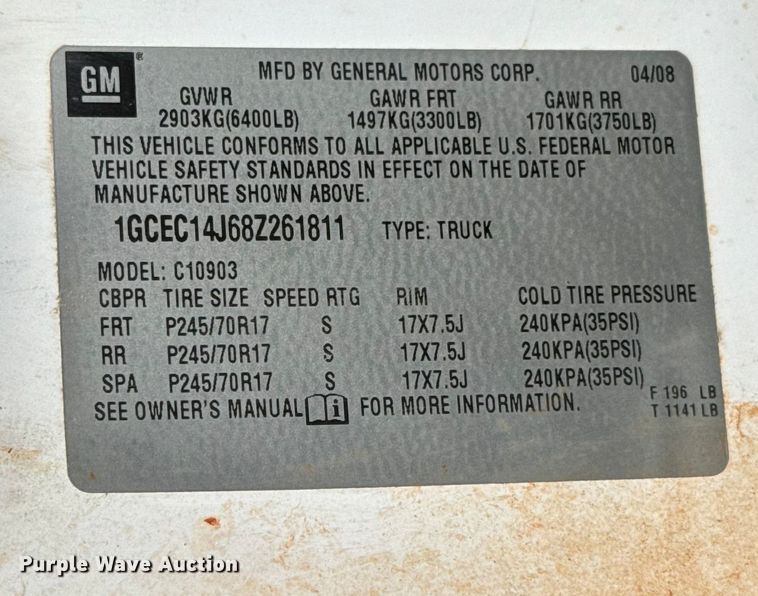 GM ®
MFD BY GENERAL MOTORS CORP. 04/08
GVWR GAWR FRT GAWR RR
2903KG(6400LB) 1497KG(3300LB) 1701KG(3750LB)
THIS VEHICLE CONFORMS TO ALL APPLICABLE U.S. FEDERAL MOTOR
VEHICLE SAFETY STANDARDS IN EFFECT ON THE DATE OF
MANUFACTURE SHOWN ABOVE.
1GCEC14J68Z261811 TYPE: TRUCK
MODEL: C10903
CBPR TIRE SIZE SPEED RTG RIM COLD TIRE PRESSURE
FRT P245/70R17 S 17X7.5J 240KPA(35PSI)
RR P245/70R17 S 17X7.5J 240KPA(35PSI)
SPA P245/70R17 S 17X7.5J 240KPA(35PSI)
SEE OWNER'S MANUAL i FOR MORE INFORMATION.
F 196 LB
T 1141 LB
Purple Wave Auction